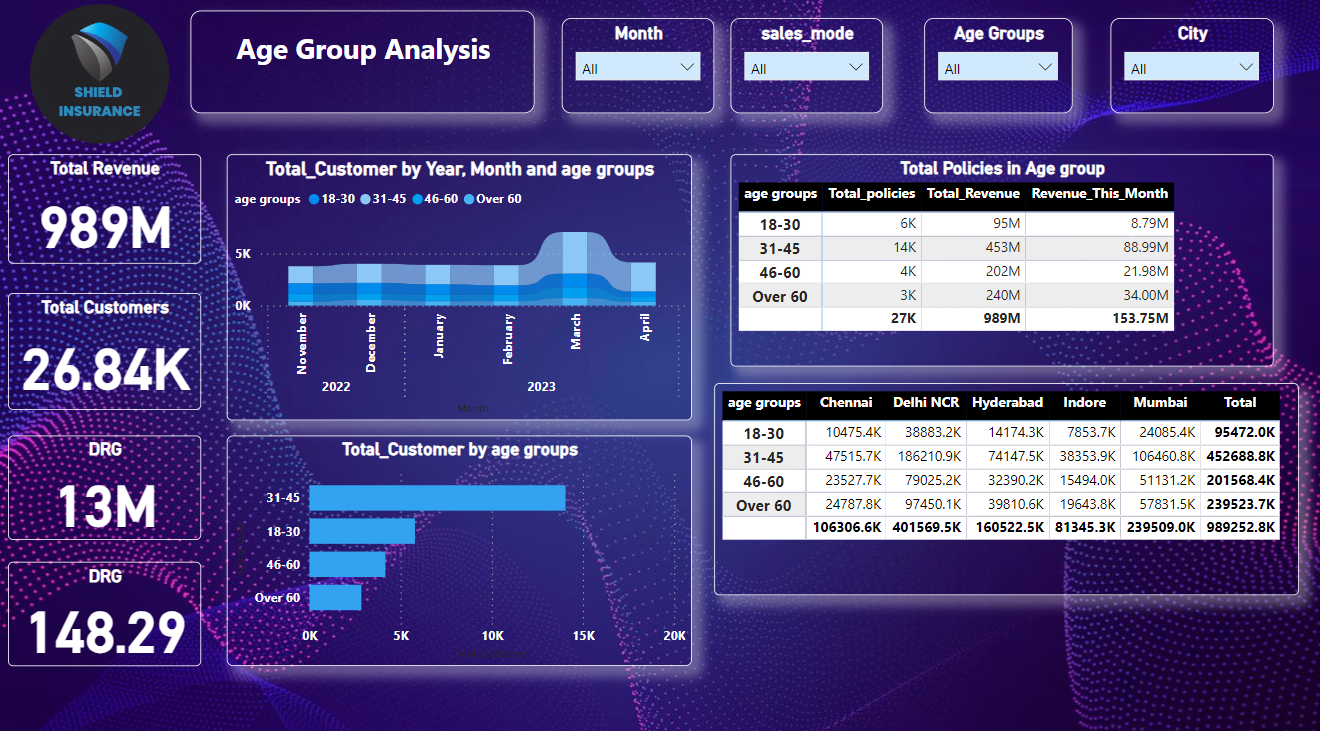 SHIELD
INSURANCE
Age Group Analysis
Month
All
sales_mode
All
Age Groups
All
City
All
Total Revenue
989M
Total Customers
26.84K
DRG
13M
DRG
148.29
Total_Customer by Year, Month and age groups
age groups 18-30 31-45 46-60 Over 60
5K
0K
November
December
January
February
March
April
2022
2023
Month
Total_Customer by age groups
31-45
18-30
46-60
Over 60
0K 5K 10K 15K 20K
Total Policies in Age group
age groups Total_policies Total_Revenue Revenue_This_Month
18-30 6K 95M 8.79M
31-45 14K 453M 88.99M
46-60 4K 202M 21.98M
Over 60 3K 240M 34.00M
27K 989M 153.75M
age groups Chennai Delhi NCR Hyderabad Indore Mumbai Total
18-30 10475.4K 38883.2K 14174.3K 7853.7K 24085.4K 95472.0K
31-45 47515.7K 186210.9K 74147.5K 38353.9K 106460.8K 452688.8K
46-60 23527.7K 79025.2K 32390.2K 15494.0K 51131.2K 201568.4K
Over 60 24787.8K 97450.1K 39810.6K 19643.8K 57831.5K 239523.7K
106306.6K 401569.5K 160522.5K 81345.3K 239509.0K 989252.8K